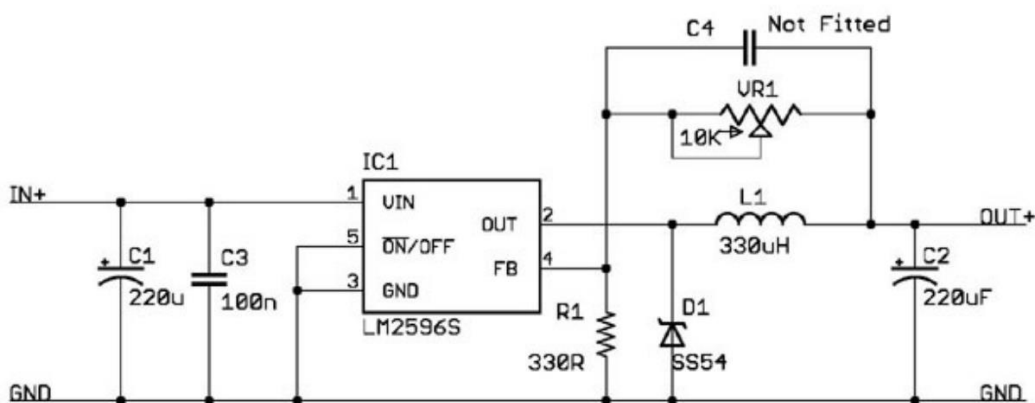 C4 Not Fitted
VR1
10K
IC1
IN+
1 VIN
OUT 2
L1
OUT+
330uH
5 ON/OFF
FB 4
C1
C3
C2
220u
100n
3 GND
220uF
LM2596S
R1
D1
330R
SS54
GND
GND